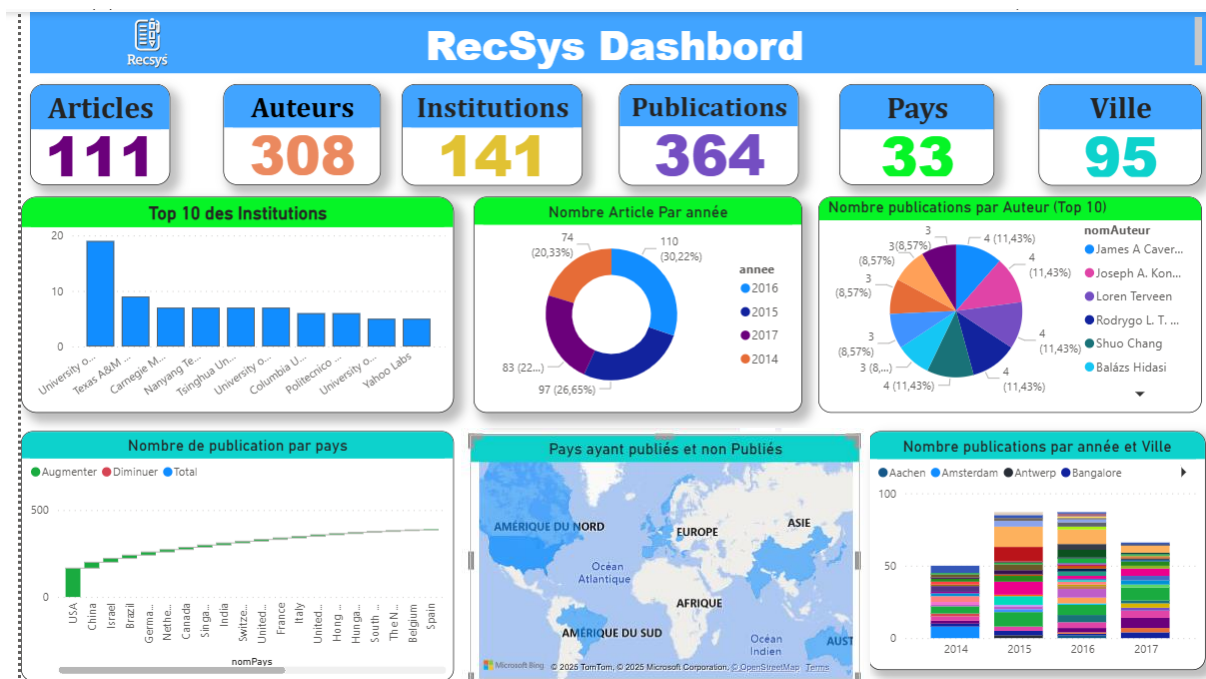 Recsys
RecSys Dashbord
Articles
111
Auteurs
308
Institutions
141
Publications
364
Pays
33
Ville
95
Top 10 des Institutions
20
10
0
University o...
Texas A&M ...
Carnegie M...
Nanyang Te...
Tsinghua Un...
University o...
Columbia U...
Politecnico ...
University o...
Yahoo Labs
Nombre Article Par année
74
(20,33%)
110
(30,22%)
83 (22...)
97 (26,65%)
annee
2016
2015
2017
2014
Nombre publications par Auteur (Top 10)
3
4 (11,43%)
3(8,57%)
4
(11,43%)
3
(8,57%)
4
(11,43%)
3
(8,57%)
3 (8,...)
4 (11,43%)
4
(11,43%)
nomAuteur
James A Caver...
Joseph A. Kon...
Loren Terveen
Rodrygo L. T. ...
Shuo Chang
Balázs Hidasi
Nombre de publication par pays
Augmenter Diminuer Total
500
0
USA
China
Israel
Brazil
Germa...
Nethe...
Canada
Singa...
India
Switze...
United...
France
Italy
United...
Hong ...
Hunga...
South ...
The N...
Belgium
Spain
nomPays
Pays ayant publiés et non Publiés
AMÉRIQUE DU NORD
EUROPE
ASIE
Océan
Atlantique
AFRIQUE
AMÉRIQUE DU SUD
Océan
Indien
AUST
Microsoft Bing
© 2025 TomTom, © 2025 Microsoft Corporation, © OpenStreetMap Terms
Nombre publications par année et Ville
Aachen Amsterdam Antwerp Bangalore
100
50
0
2014
2015
2016
2017